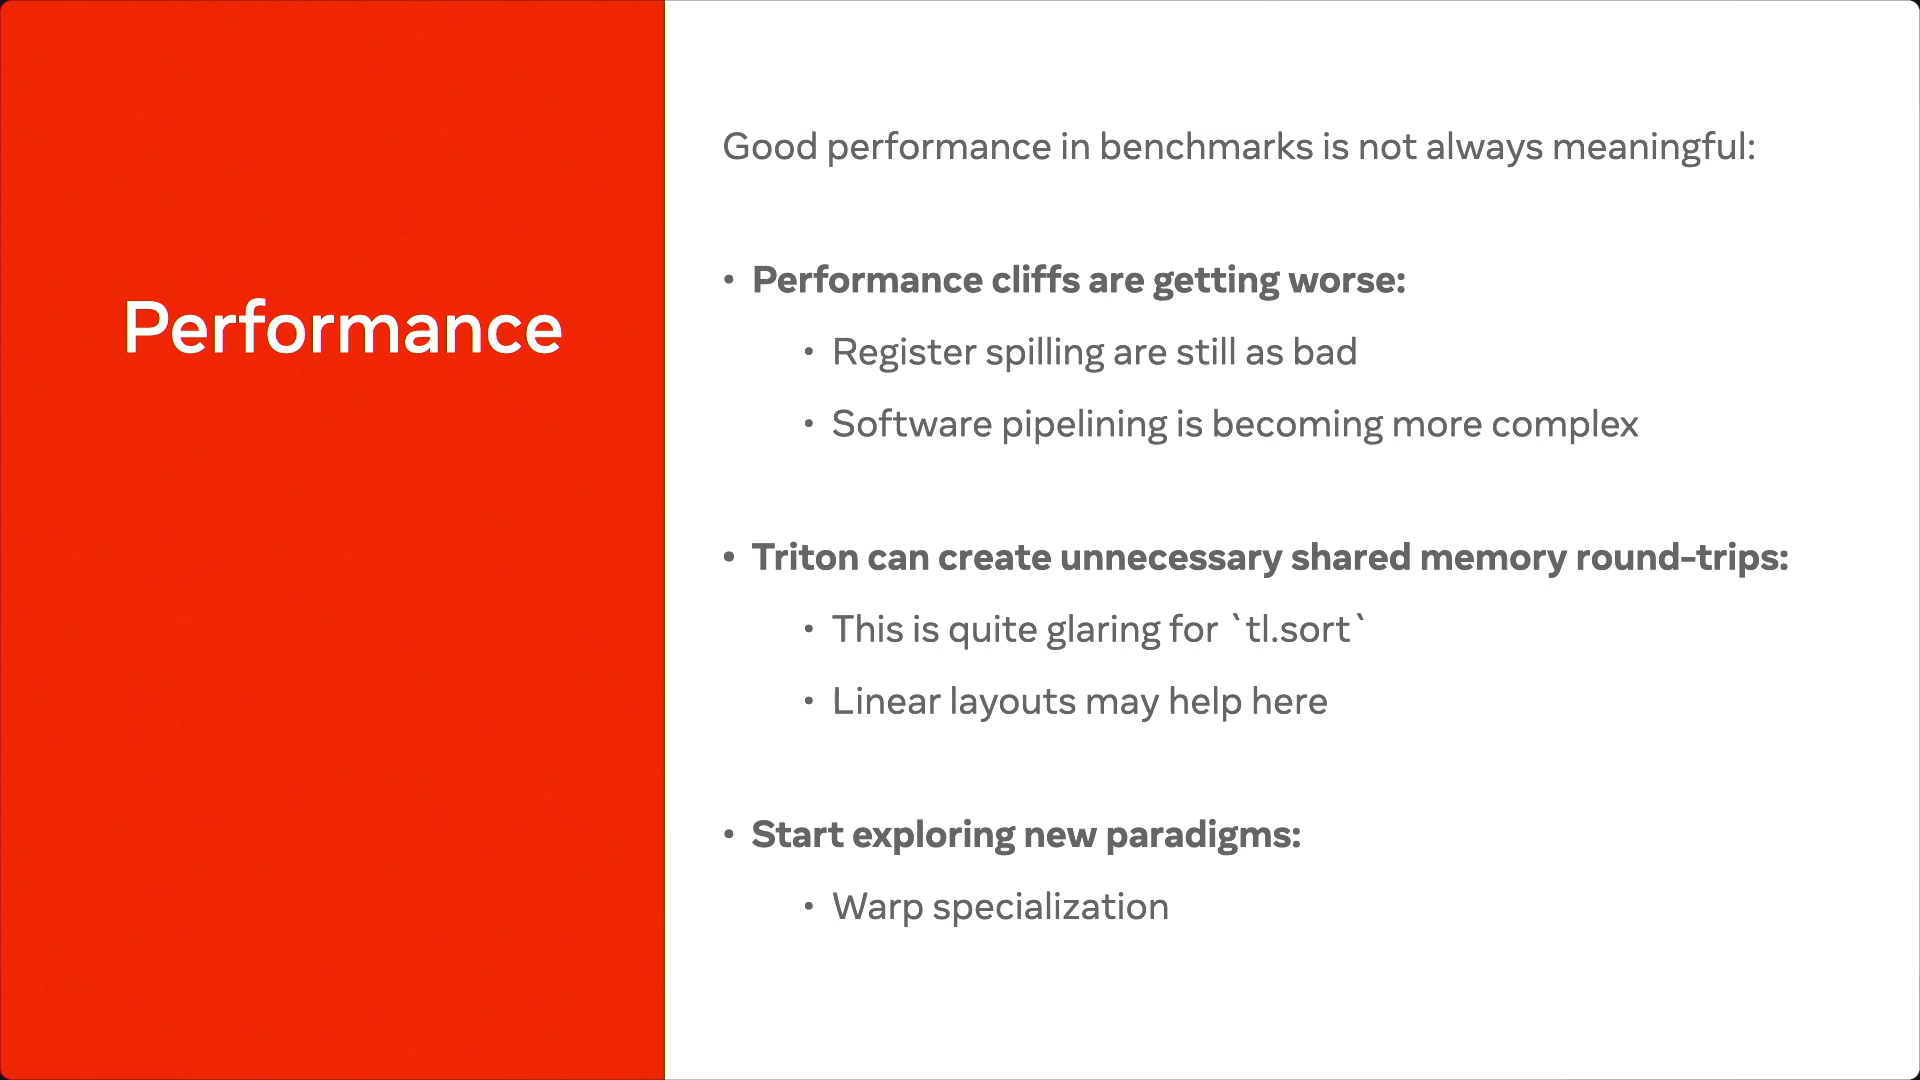 Performance
Good performance in benchmarks is not always meaningful:
• Performance cliffs are getting worse:
• Register spilling are still as bad
• Software pipelining is becoming more complex
• Triton can create unnecessary shared memory round-trips:
• This is quite glaring for `tl.sort`
• Linear layouts may help here
• Start exploring new paradigms:
• Warp specialization